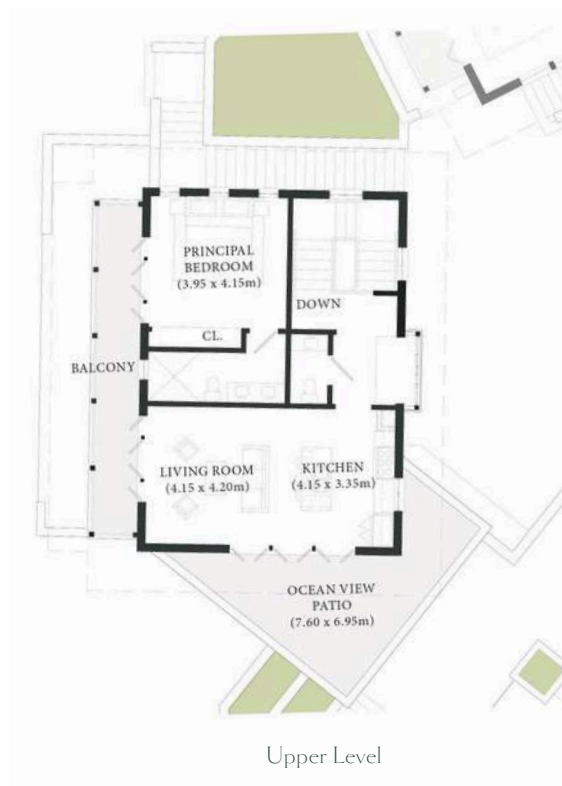 PRINCIPAL
BEDROOM
(3.95 x 4.15m)
DOWN
CL.
BALCONY
LIVING ROOM
(4.15 x 4.20m)
KITCHEN
(4.15 x 3.35m)
OCEAN VIEW
PATIO
(7.60 x 6.95m)
Upper Level